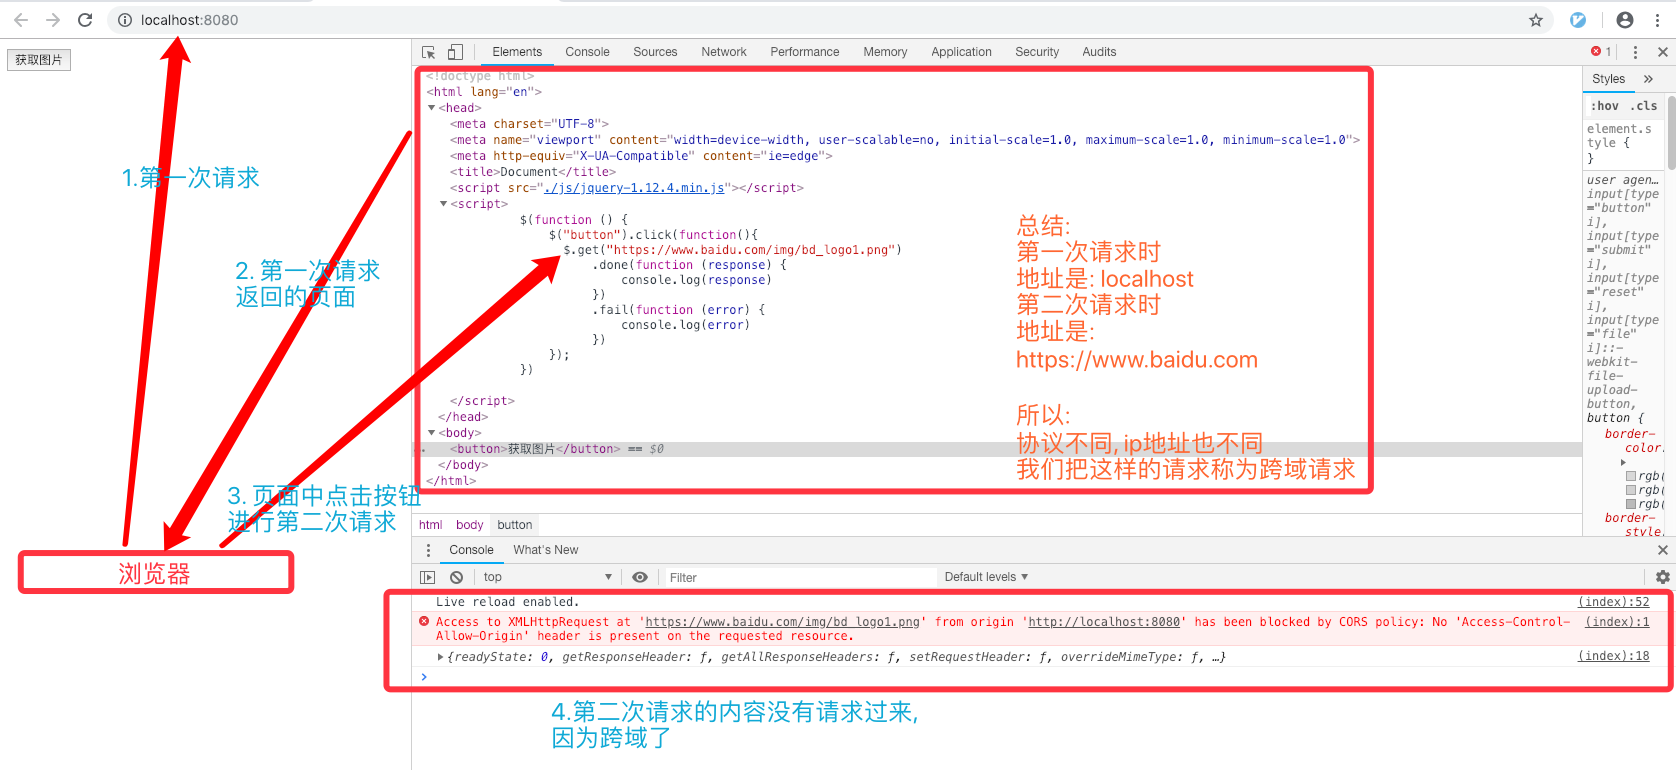 localhost:8080
获取图片
Elements Console Sources Network Performance Memory Application Security Audits
1
<!doctype html>
<html lang="en">
<head>
<meta charset="UTF-8">
<meta name="viewport" content="width=device-width, user-scalable=no, initial-scale=1.0, maximum-scale=1.0, minimum-scale=1.0">
<meta http-equiv="X-UA-Compatible" content="ie=edge">
<title>Document</title>
<script src="./js/jquery-1.12.4.min.js"></script>
<script>
$(function () {
$("button").click(function(){
$.get("https://www.baidu.com/img/bd_logo1.png")
.done(function (response) {
console.log(response)
})
.fail(function (error) {
console.log(error)
})
});
})
</script>
</head>
<body>
<button>获取图片</button> == $0
</body>
</html>
html body button
Styles »
:hov .cls
element.s
tyle {
}
user agen…
input[type
="button"
i],
input[type
="submit"
i],
input[type
="reset"
i],
input[type
="file"
i]::-
webkit-
file-
upload-
button,
button {
border-
color:
rgb(
rgb(
rgb(
border-
style:
1.第一次请求
2. 第一次请求
返回的页面
3. 页面中点击按钮
进行第二次请求
浏览器
总结:
第一次请求时
地址是: localhost
第二次请求时
地址是:
https://www.baidu.com
所以:
协议不同, ip地址也不同
我们把这样的请求称为跨域请求
Console What's New
top Filter Default levels
Live reload enabled. (index):52
Access to XMLHttpRequest at 'https://www.baidu.com/img/bd_logo1.png' from origin 'http://localhost:8080' has been blocked by CORS policy: No 'Access-Control- (index):1
Allow-Origin' header is present on the requested resource.
{readyState: 0, getResponseHeader: ƒ, getAllResponseHeaders: ƒ, setRequestHeader: ƒ, overrideMimeType: ƒ, …} (index):18
4.第二次请求的内容没有请求过来,
因为跨域了